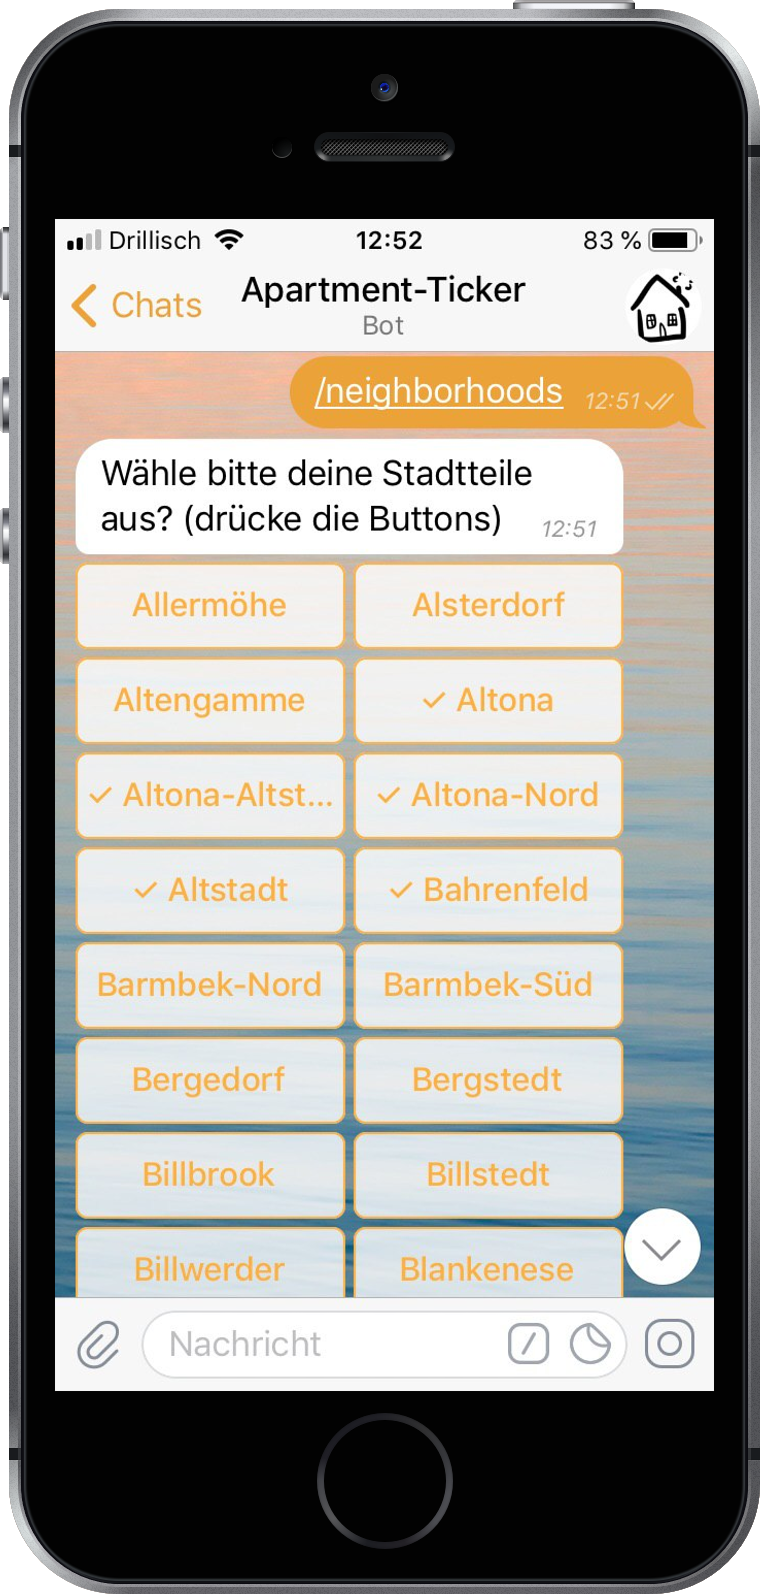 Drillisch 12:52 83 %
Chats Apartment-Ticker
Bot
/neighborhoods 12:51
Wähle bitte deine Stadtteile
aus? (drücke die Buttons) 12:51
Allermöhe Alsterdorf
Altengamme ✓ Altona
✓ Altona-Altst... ✓ Altona-Nord
✓ Altstadt ✓ Bahrenfeld
Barmbek-Nord Barmbek-Süd
Bergedorf Bergstedt
Billbrook Billstedt
Billwerder Blankenese
Nachricht